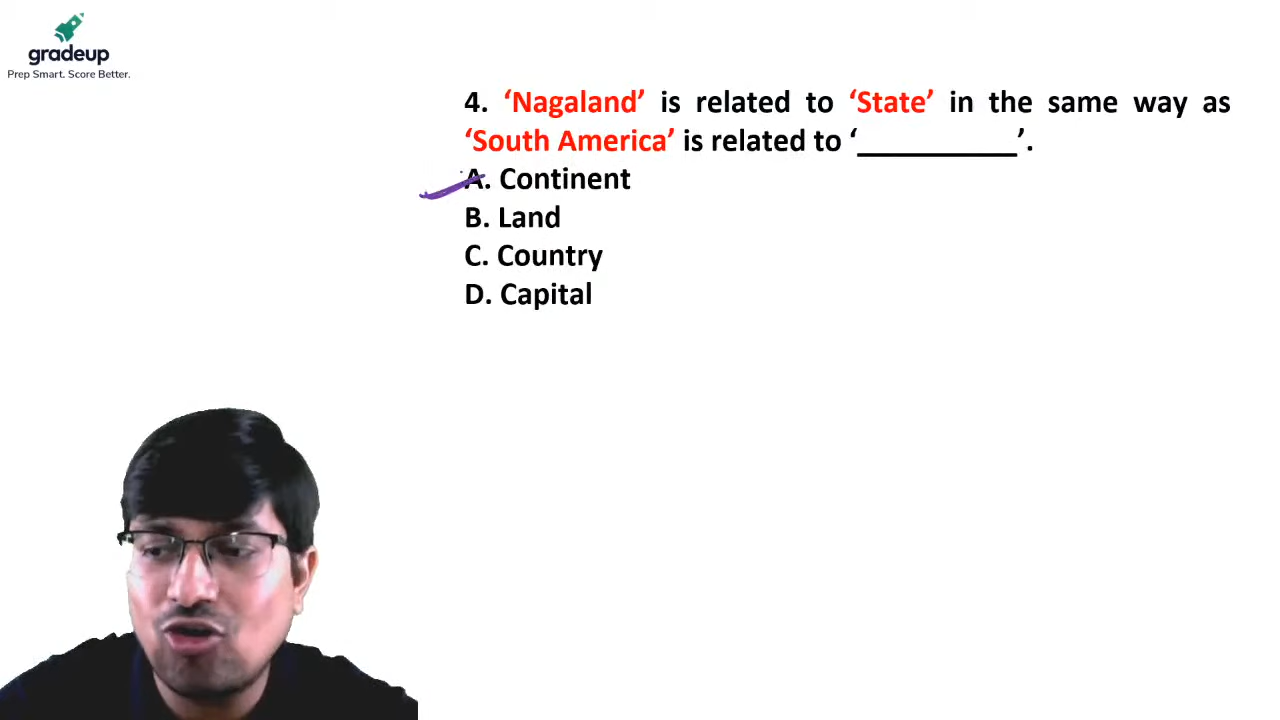 gradeup
Prep Smart. Score Better.
4. ‘Nagaland’ is related to ‘State’ in the same way as
‘South America’ is related to ‘__________’.
A. Continent
B. Land
C. Country
D. Capital